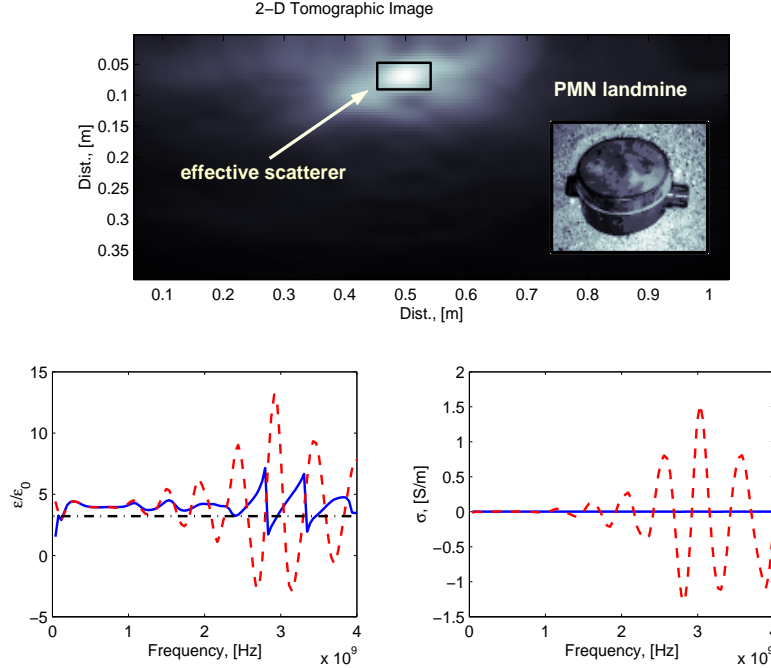 2−D Tomographic Image
0.05
0.1
0.15
0.2
0.25
0.3
0.35
Dist., [m]
PMN landmine
effective scatterer
0.1 0.2 0.3 0.4 0.5 0.6 0.7 0.8 0.9 1
Dist., [m]
15
10
5
0
−5
ε/ε0
0 1 2 3 4
Frequency, [Hz]
x 10^9
2
1.5
1
0.5
0
−0.5
−1
−1.5
σ, [S/m]
0 1 2 3 4
Frequency, [Hz]
x 10^9